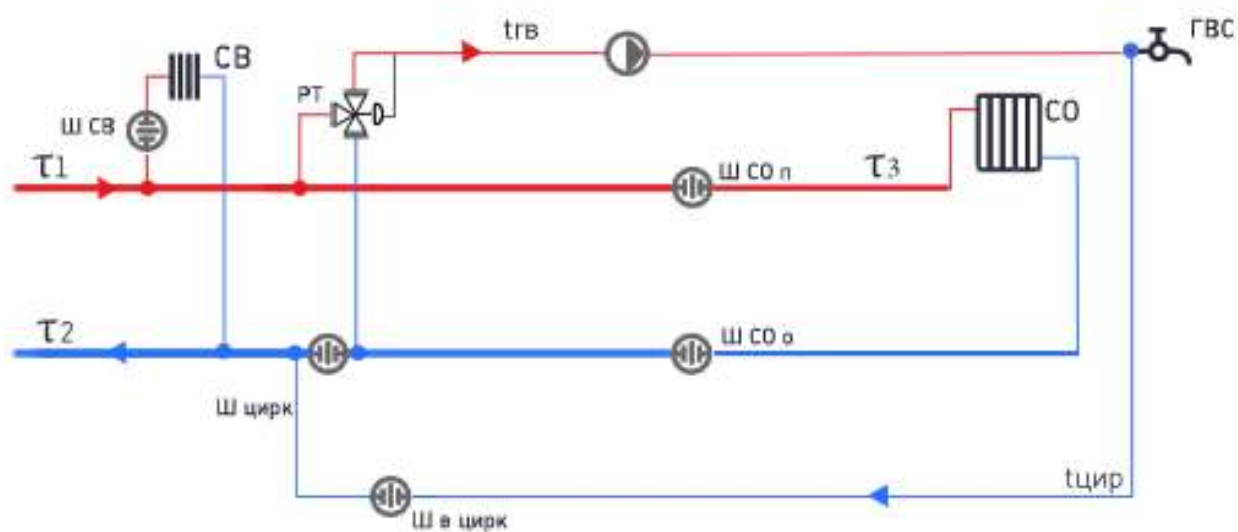 tгв
ГВС
СВ
РТ
Ш СВ
СО
τ1
Ш СО п
τ3
τ2
Ш СО о
Ш цирк
tцир
Ш в цирк